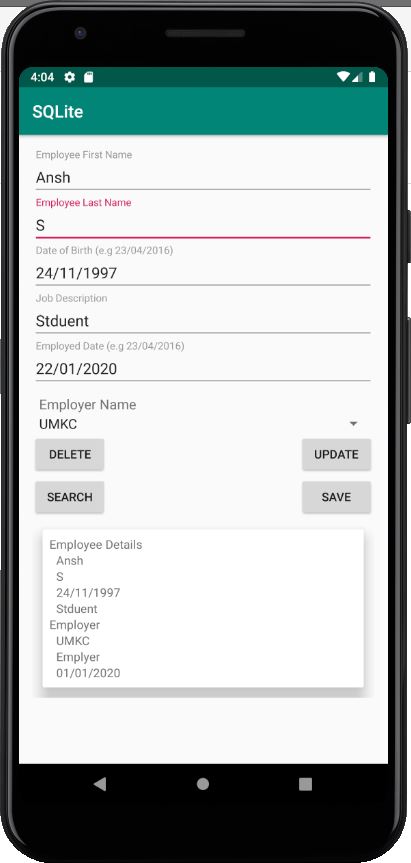 4:04
SQLite
Employee First Name
Ansh
Employee Last Name
S
Date of Birth (e.g 23/04/2016)
24/11/1997
Job Description
Stduent
Employed Date (e.g 23/04/2016)
22/01/2020
Employer Name
UMKC
DELETE UPDATE
SEARCH SAVE
Employee Details
Ansh
S
24/11/1997
Stduent
Employer
UMKC
Emplyer
01/01/2020